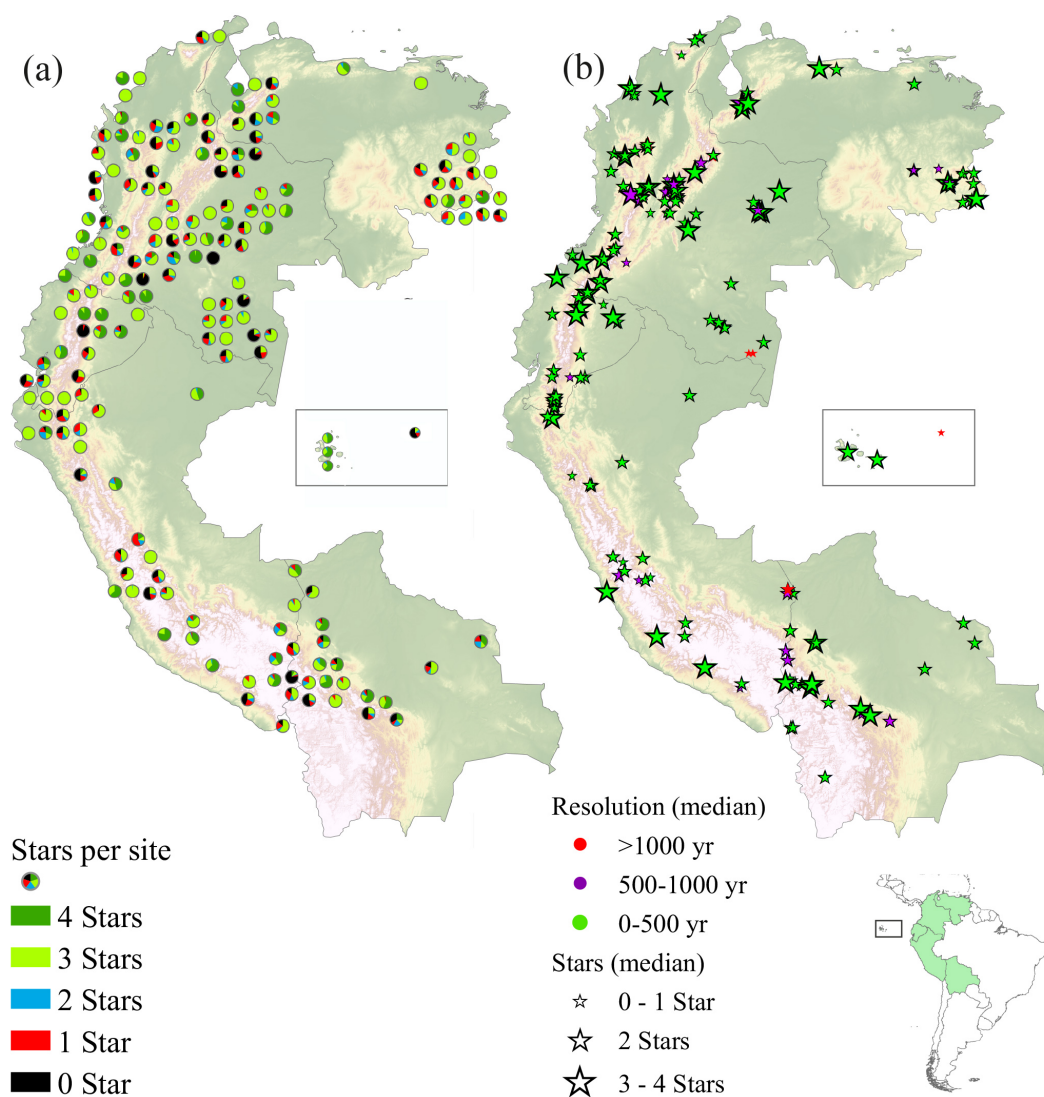 (a)
(b)
Stars per site
4 Stars
3 Stars
2 Stars
1 Star
0 Star
Resolution (median)
>1000 yr
500-1000 yr
0-500 yr
Stars (median)
0 - 1 Star
2 Stars
3 - 4 Stars